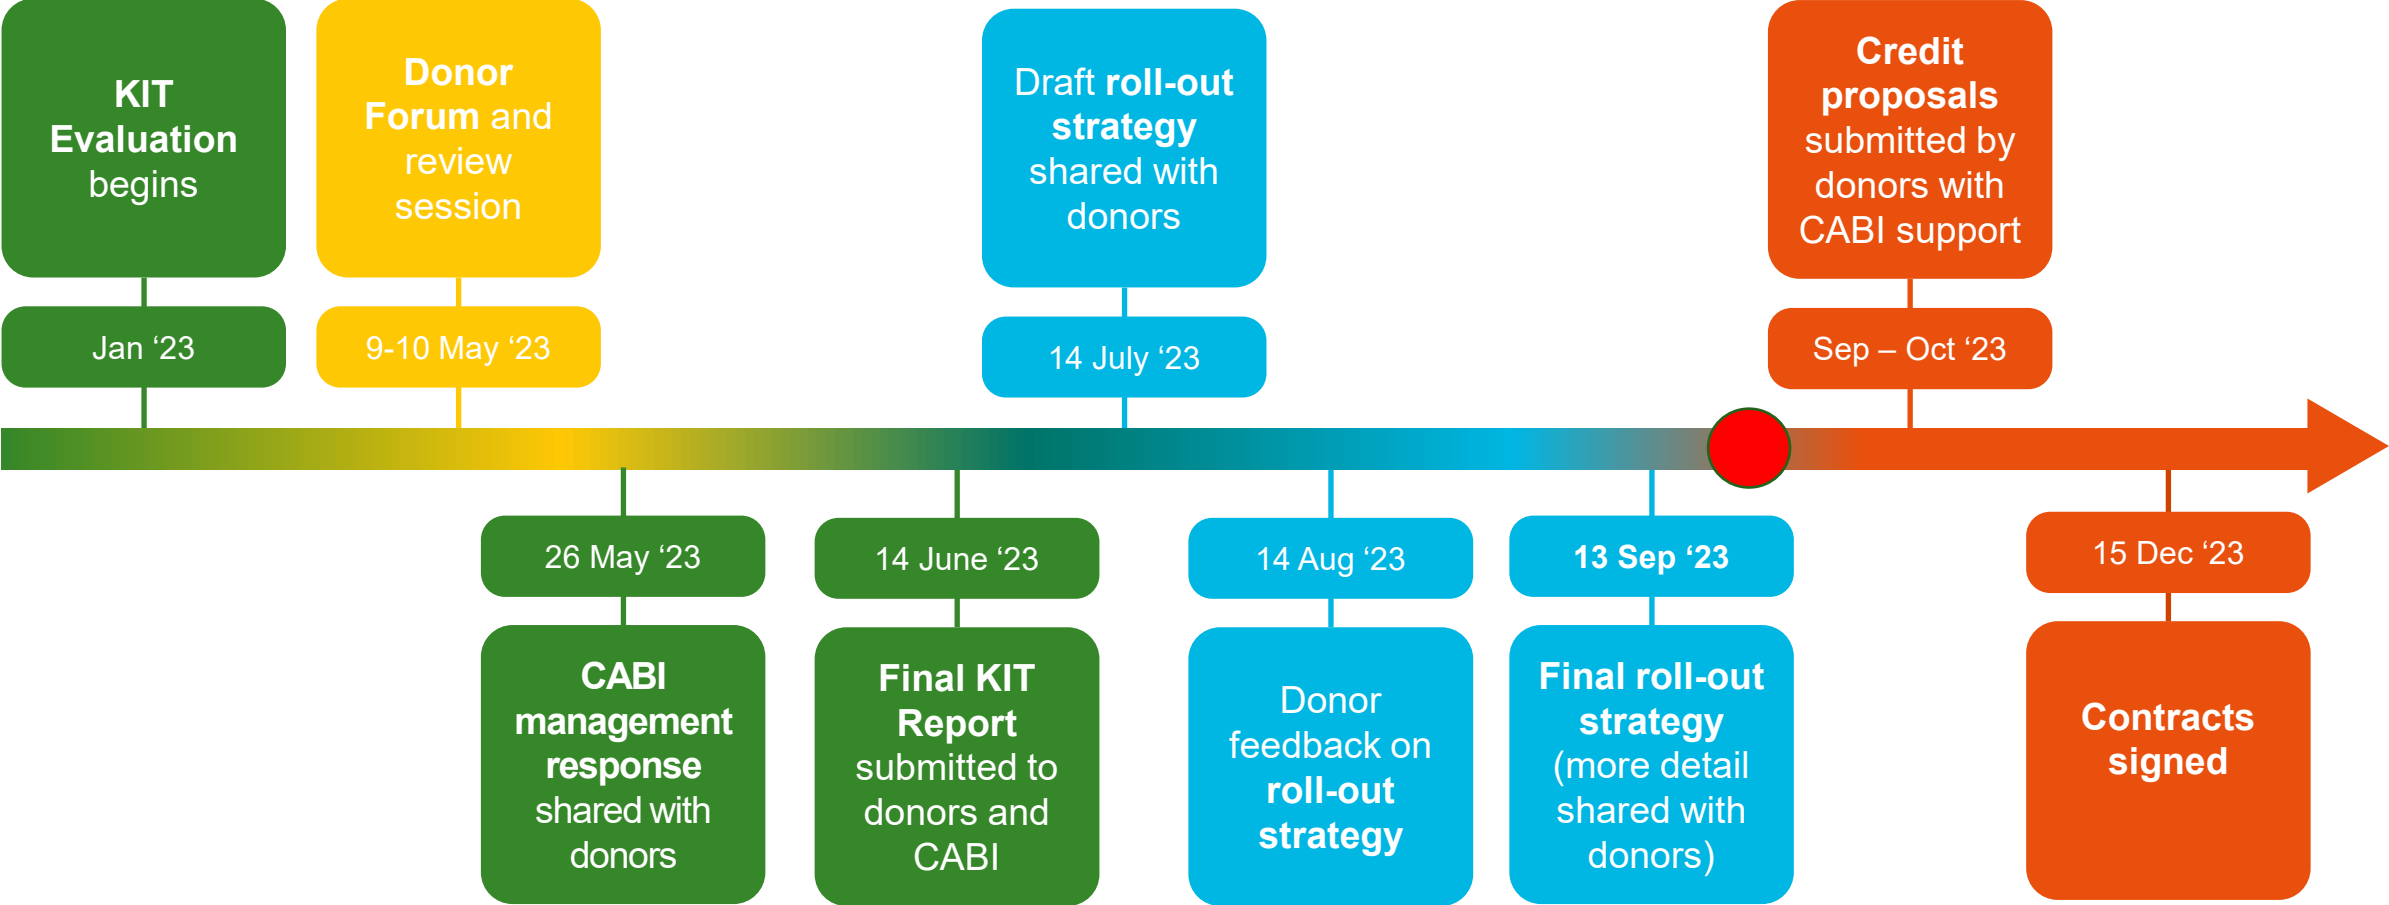 KIT
Evaluation
begins
Jan ‘23
Donor
Forum and
review
session
9-10 May ‘23
26 May ‘23
CABI
management
response
shared with
donors
14 June ‘23
Final KIT
Report
submitted to
donors and
CABI
Draft roll-out
strategy
shared with
donors
14 July ‘23
14 Aug ‘23
Donor
feedback on
roll-out
strategy
13 Sep ‘23
Final roll-out
strategy
(more detail
shared with
donors)
Credit
proposals
submitted by
donors with
CABI support
Sep – Oct ‘23
15 Dec ‘23
Contracts
signed